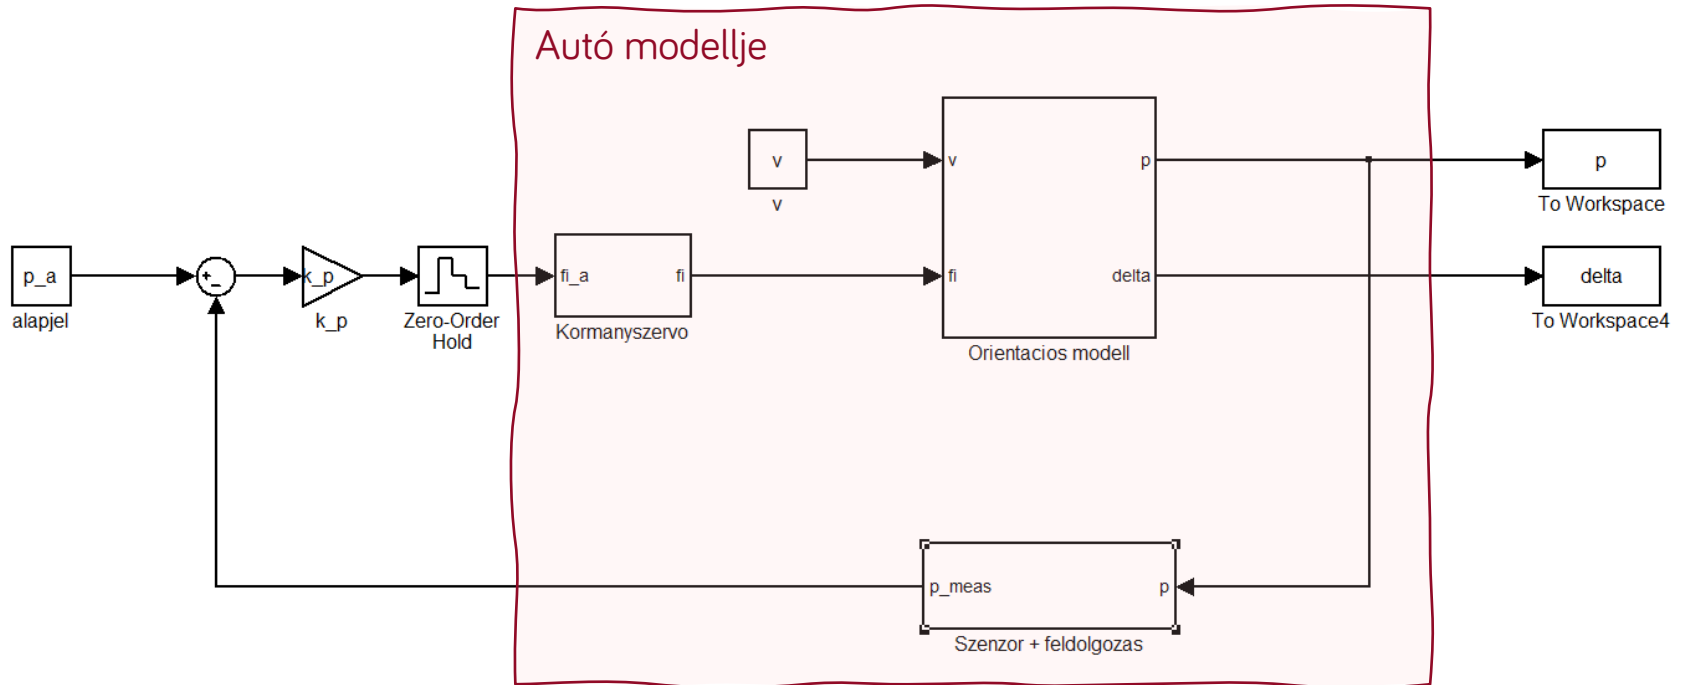 Autó modellje
v
v
v
p
p
To Workspace
p_a
alapjel
+
−
k_p
k_p
Zero-Order
Hold
fi_a
fi
Kormanyszervo
fi
delta
Orientacios modell
delta
To Workspace4
p_meas
p
Szenzor + feldolgozas